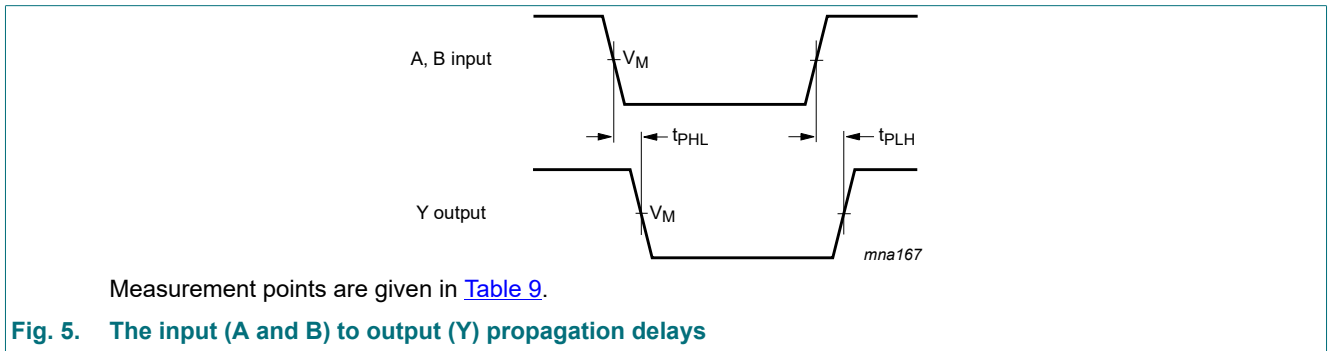 A, B input
VM
tPHL
tPLH
Y output
VM
mna167
Measurement points are given in Table 9.
Fig. 5. The input (A and B) to output (Y) propagation delays